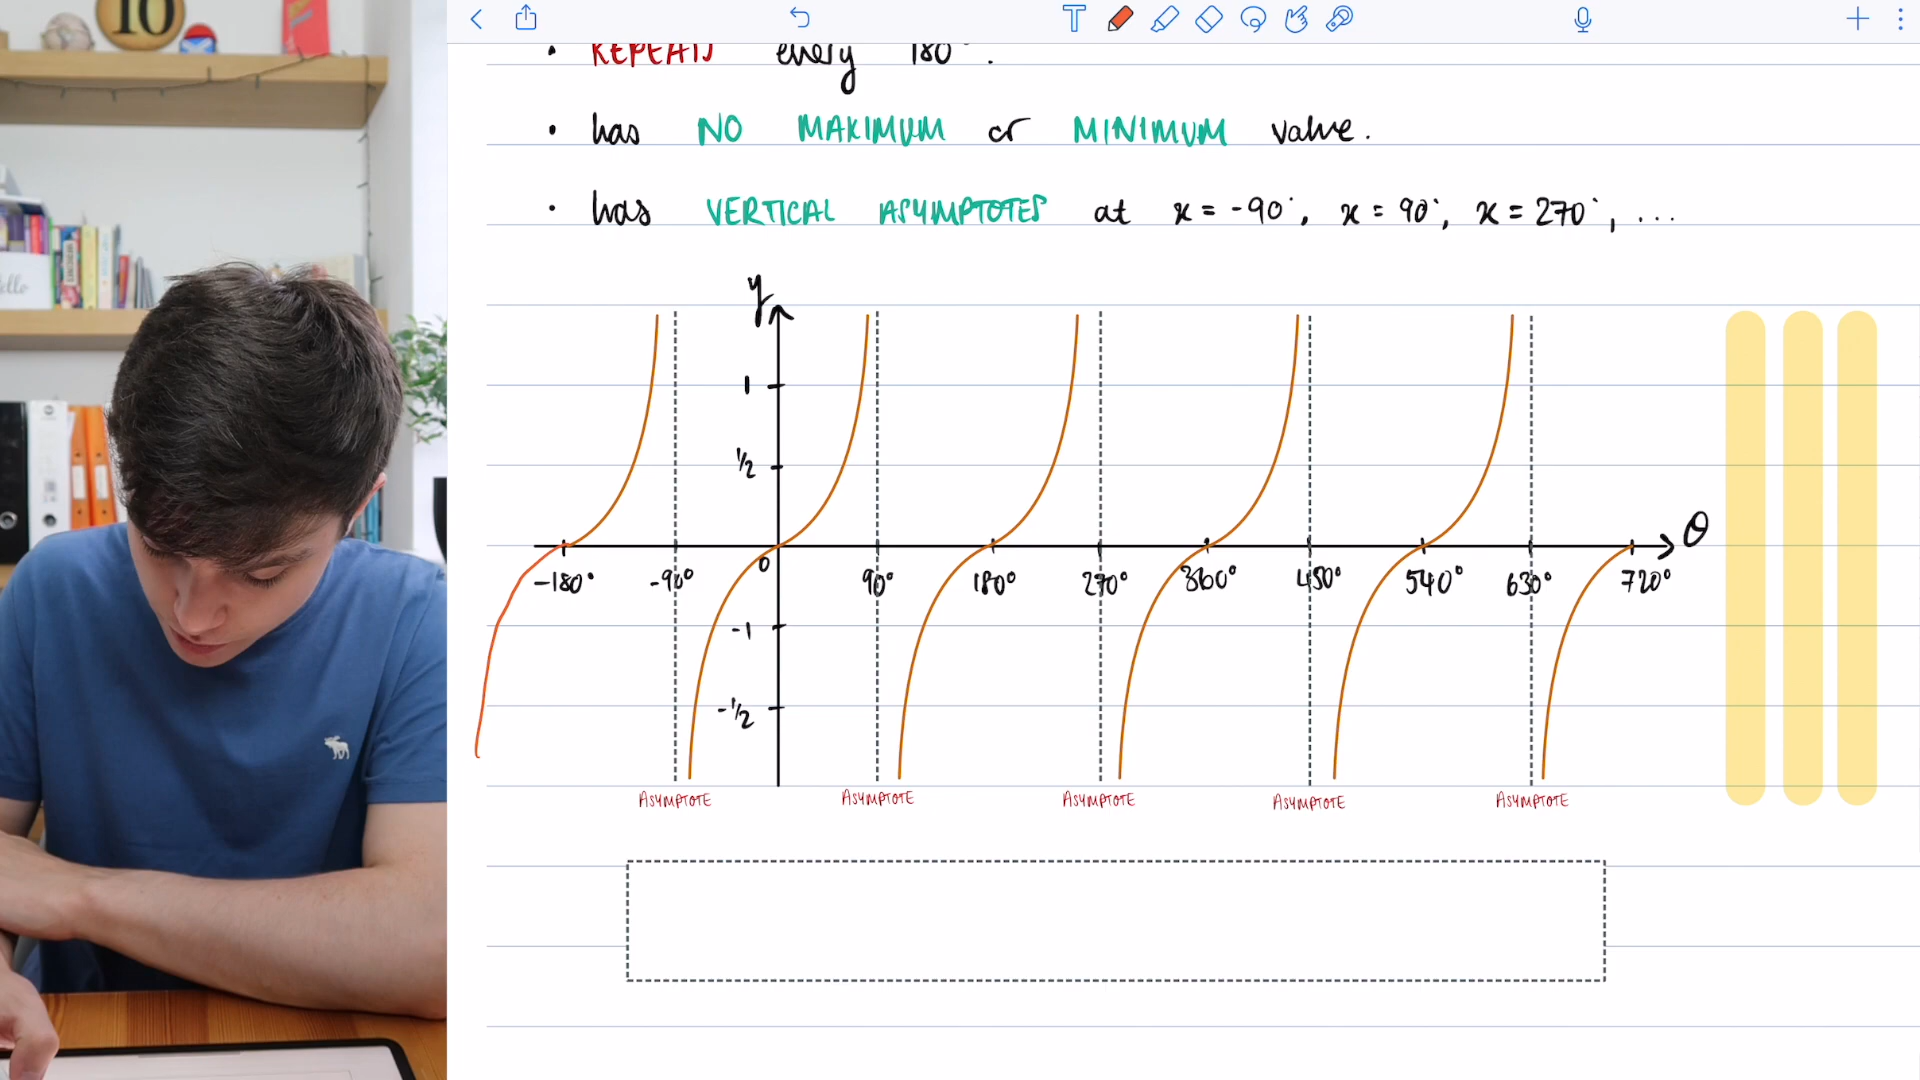 10
• REPEATS every 180°.
• has NO MAXIMUM or MINIMUM value.
• has VERTICAL ASYMPTOTES at x = -90°, x = 90°, x = 270°, ...
y
1
1/2
θ
0
-180° -90° 90° 180° 270° 360° 450° 540° 630° 720°
-1
-1/2
ASYMPTOTE ASYMPTOTE ASYMPTOTE ASYMPTOTE ASYMPTOTE